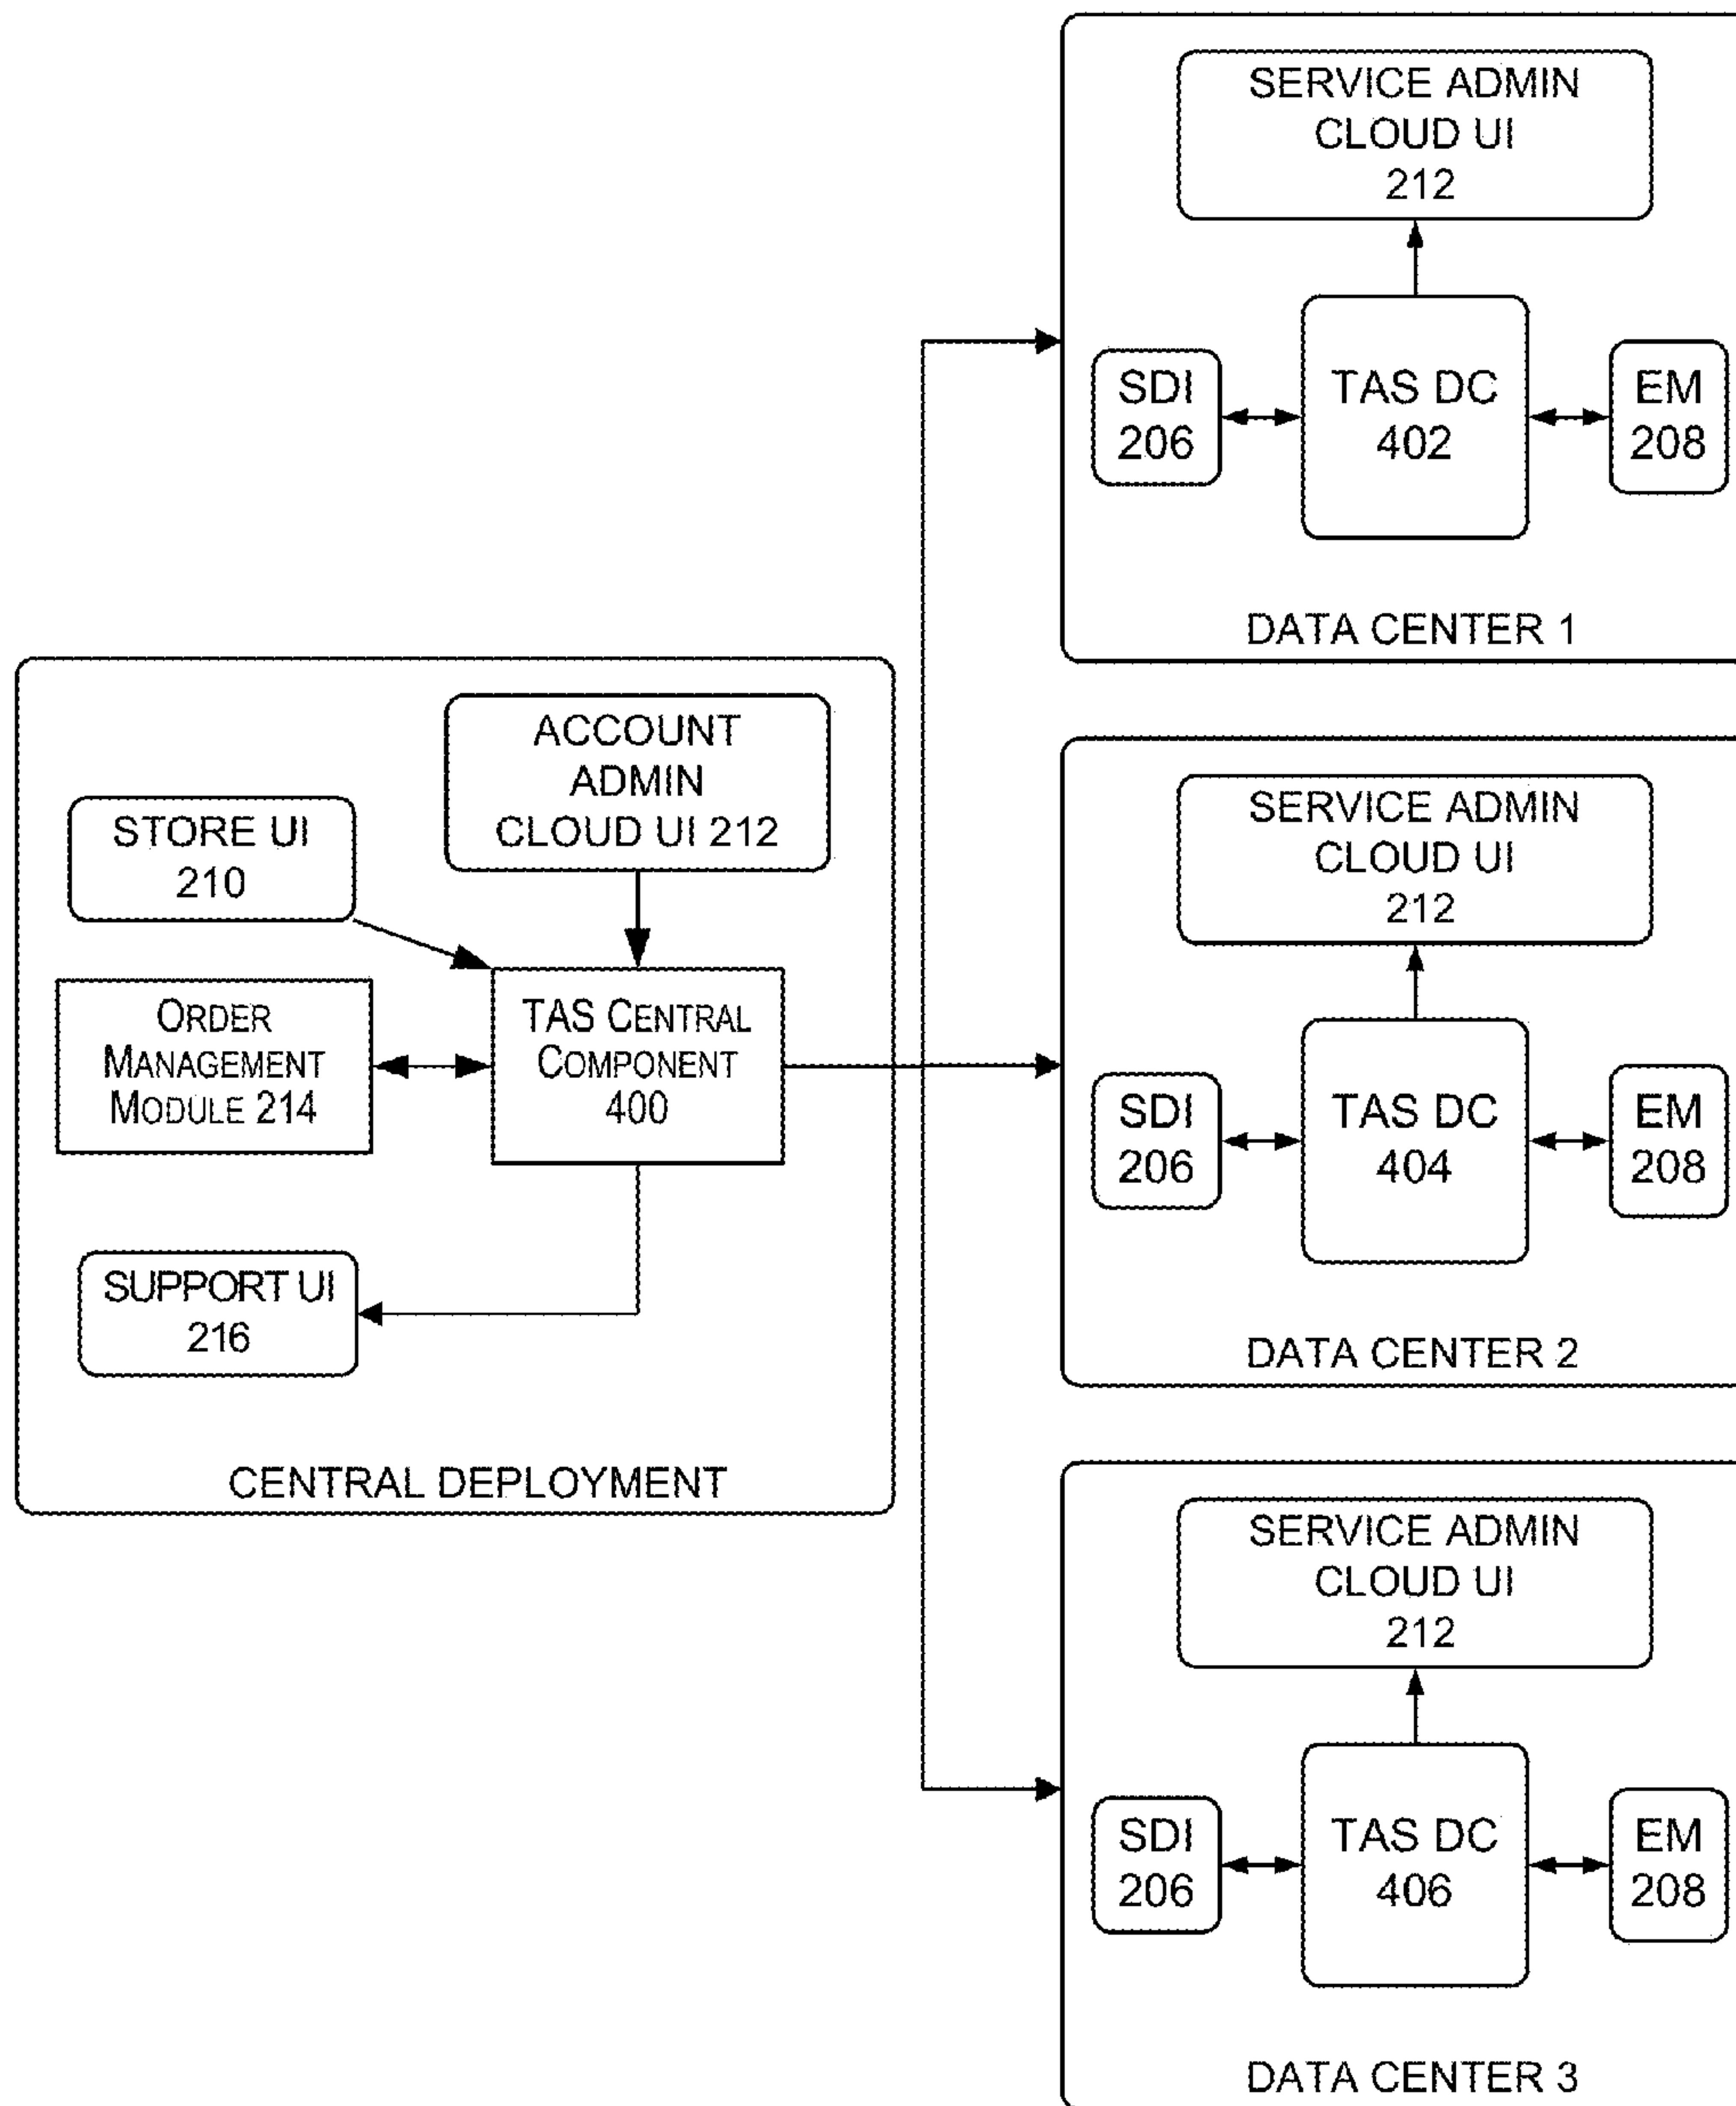 SERVICE ADMIN
CLOUD UI
212
SDI
206
TAS DC
402
EM
208
DATA CENTER 1
ACCOUNT
ADMIN
CLOUD UI 212
STORE UI
210
ORDER
MANAGEMENT
MODULE 214
TAS CENTRAL
COMPONENT
400
SUPPORT UI
216
CENTRAL DEPLOYMENT
SERVICE ADMIN
CLOUD UI
212
SDI
206
TAS DC
404
EM
208
DATA CENTER 2
SERVICE ADMIN
CLOUD UI
212
SDI
206
TAS DC
406
EM
208
DATA CENTER 3